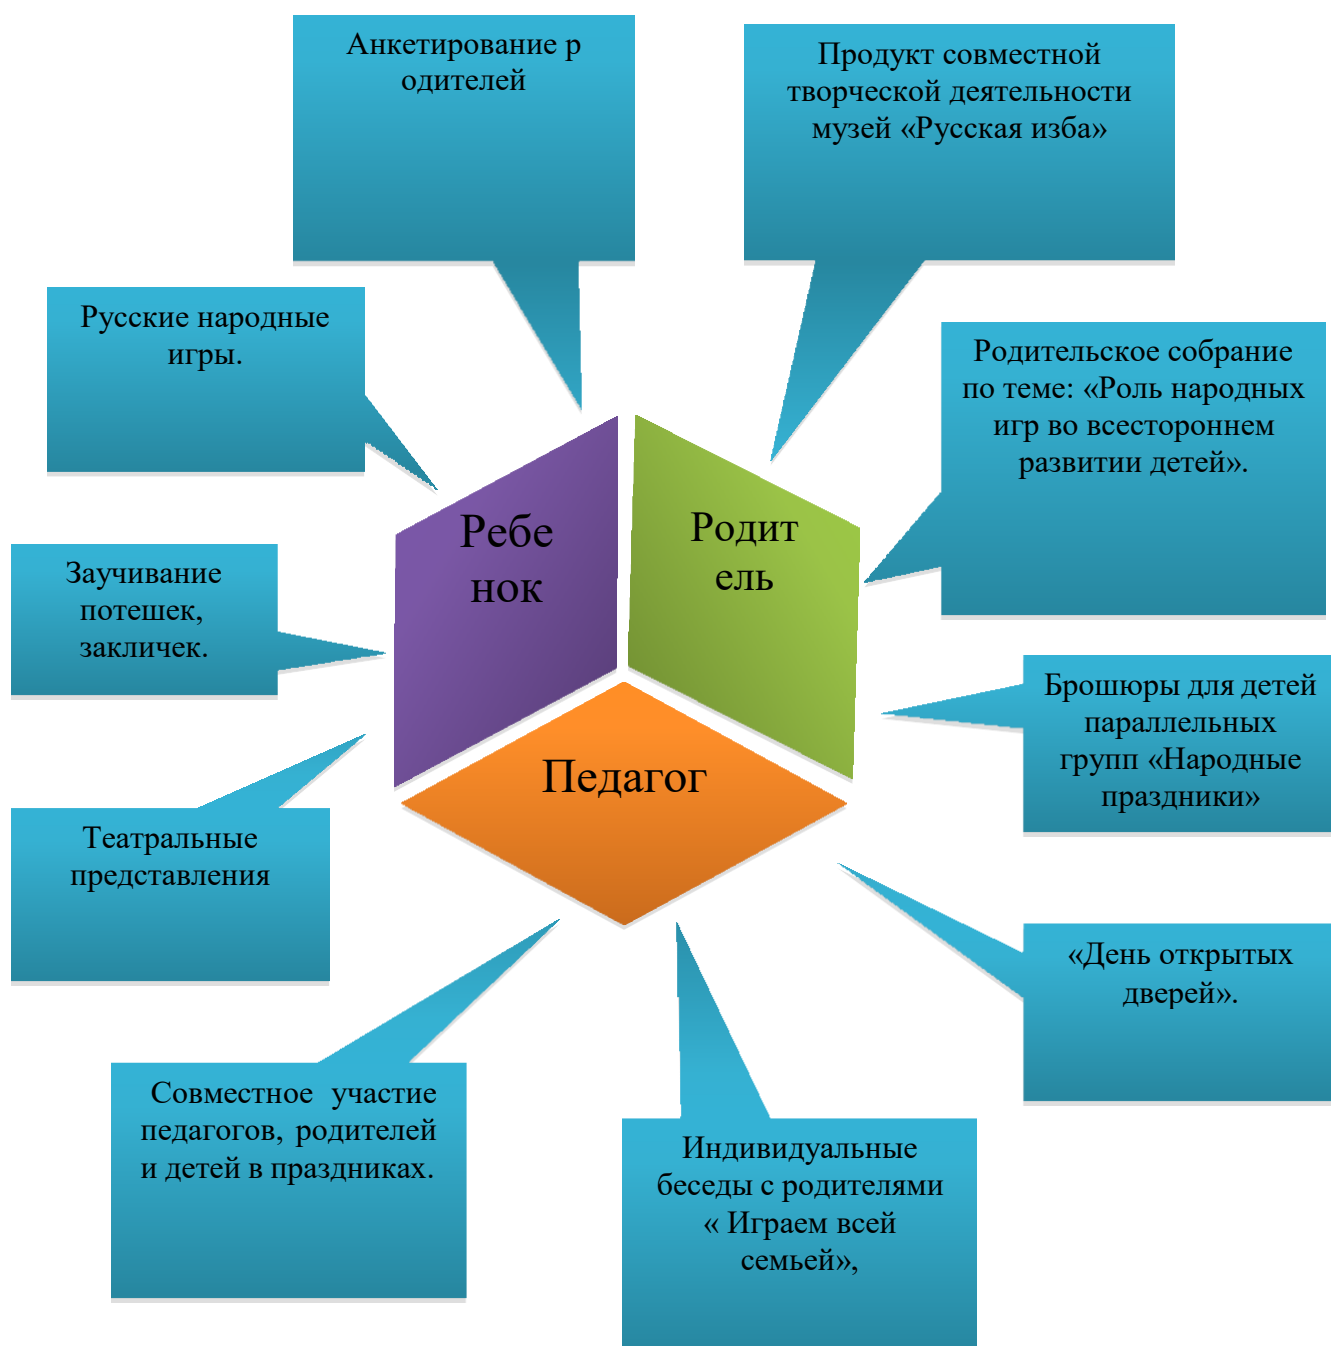 Анкетирование р
одителей
Продукт совместной
творческой деятельности
музей «Русская изба»
Русские народные
игры.
Родительское собрание
по теме: «Роль народных
игр во всестороннем
развитии детей».
Ребе
нок
Родит
ель
Заучивание
потешек,
закличек.
Брошюры для детей
параллельных
групп «Народные
праздники»
Педагог
Театральные
представления
«День открытых
дверей».
Совместное участие
педагогов, родителей
и детей в праздниках.
Индивидуальные
беседы с родителями
« Играем всей
семьей»,